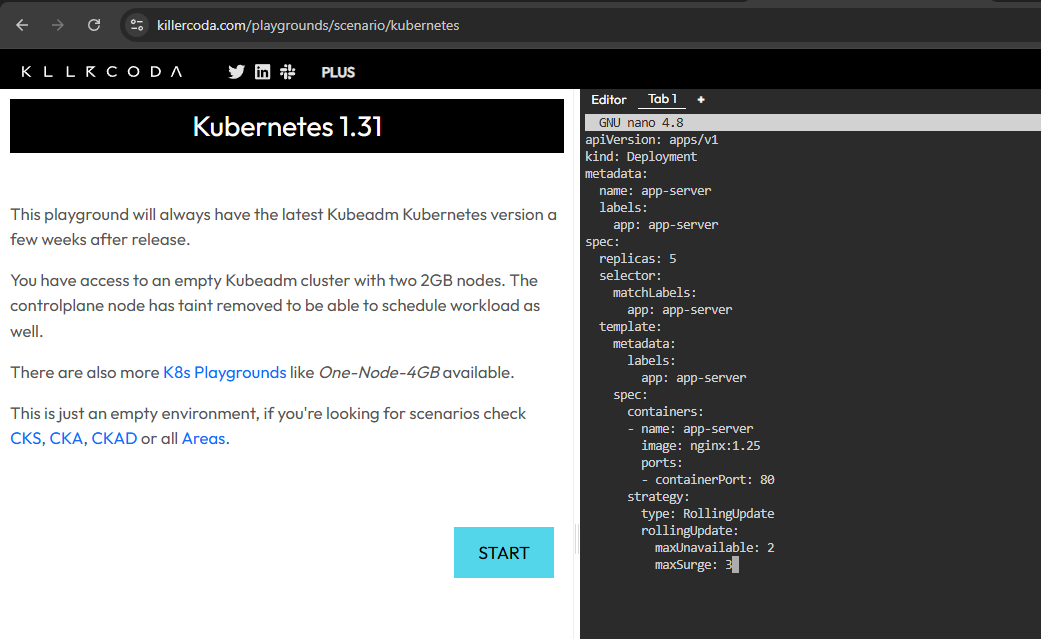 killercoda.com/playgrounds/scenario/kubernetes
KLLRCODA PLUS
Kubernetes 1.31
This playground will always have the latest Kubeadm Kubernetes version a
few weeks after release.
You have access to an empty Kubeadm cluster with two 2GB nodes. The
controlplane node has taint removed to be able to schedule workload as
well.
There are also more K8s Playgrounds like One-Node-4GB available.
This is just an empty environment, if you're looking for scenarios check
CKS, CKA, CKAD or all Areas.
START
Editor Tab 1 +
GNU nano 4.8
apiVersion: apps/v1
kind: Deployment
metadata:
  name: app-server
  labels:
    app: app-server
spec:
  replicas: 5
  selector:
    matchLabels:
      app: app-server
  template:
    metadata:
      labels:
        app: app-server
    spec:
      containers:
      - name: app-server
        image: nginx:1.25
        ports:
        - containerPort: 80
      strategy:
        type: RollingUpdate
        rollingUpdate:
          maxUnavailable: 2
          maxSurge: 3